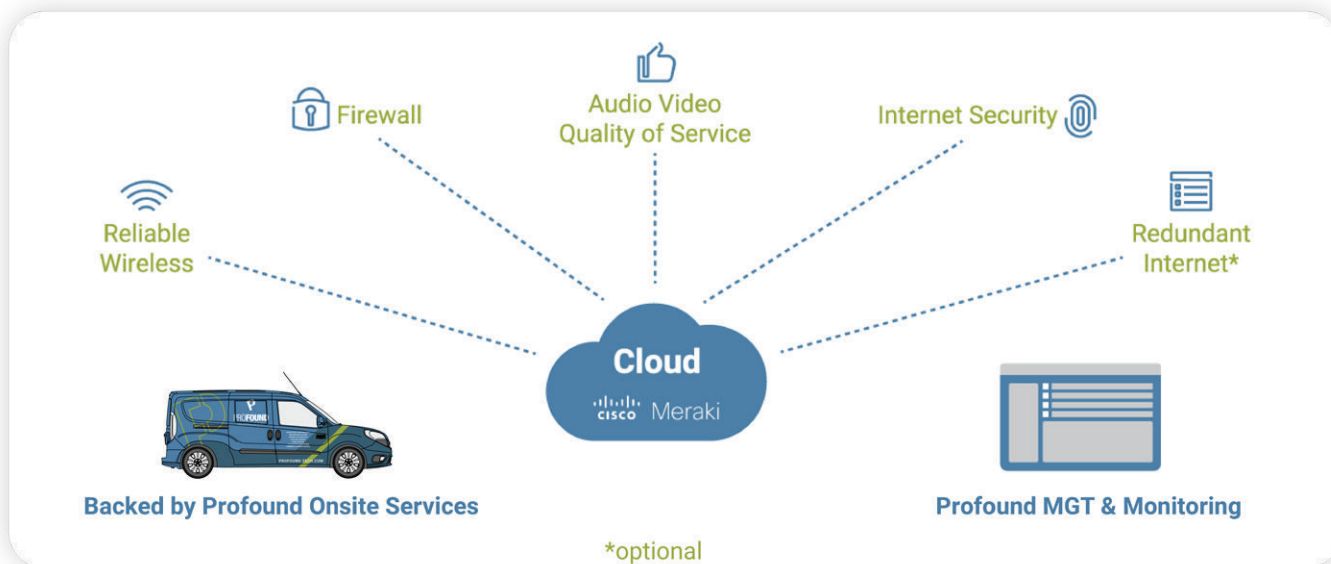 Audio Video
Quality of Service
Firewall
Internet Security
Reliable
Wireless
Redundant
Internet*
Cloud
CISCO Meraki
PROFOUND
Backed by Profound Onsite Services
Profound MGT & Monitoring
*optional